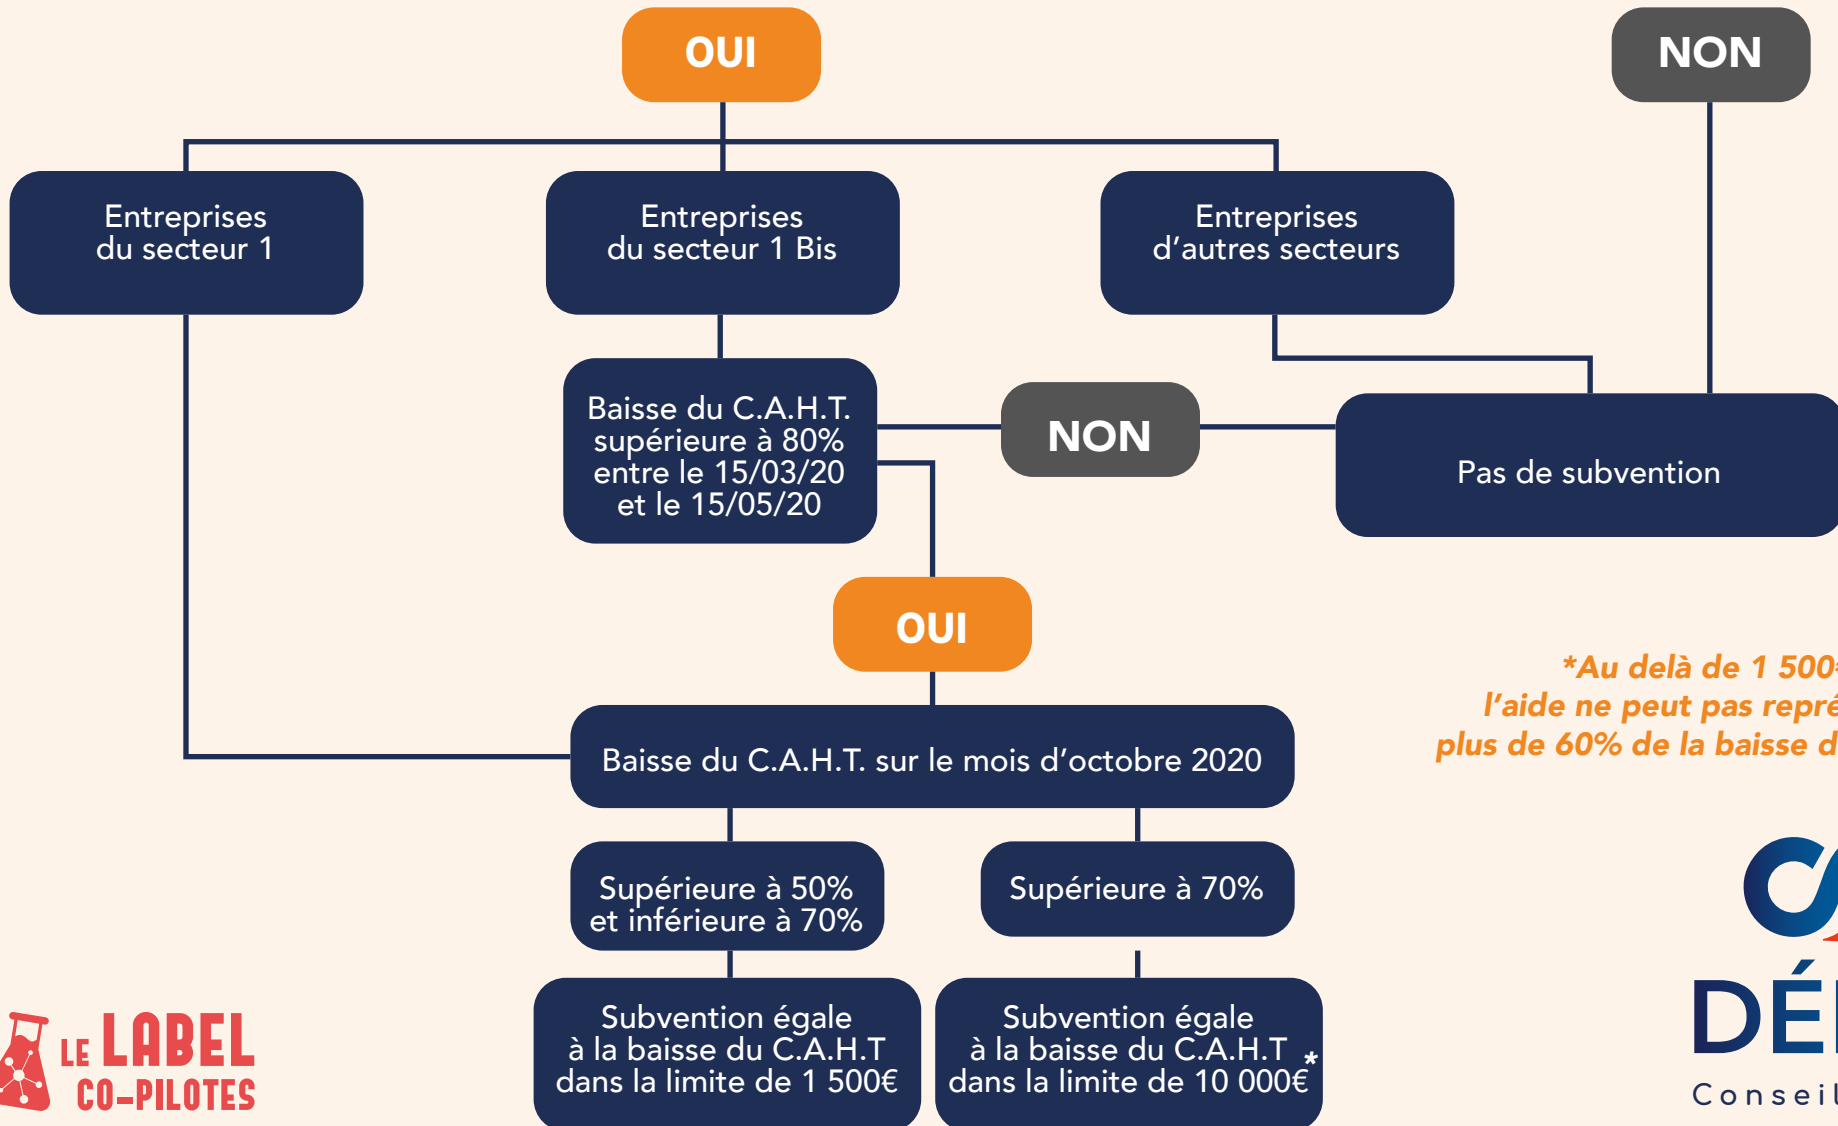 OUI
NON
Entreprises
du secteur 1
Entreprises
du secteur 1 Bis
Entreprises
d’autres secteurs
Baisse du C.A.H.T.
supérieure à 80%
entre le 15/03/20
et le 15/05/20
NON
Pas de subvention
OUI
*Au delà de 1 500€
l’aide ne peut pas repré
plus de 60% de la baisse d
Baisse du C.A.H.T. sur le mois d’octobre 2020
Supérieure à 50%
et inférieure à 70%
Supérieure à 70%
Subvention égale
à la baisse du C.A.H.T
dans la limite de 1 500€
Subvention égale
à la baisse du C.A.H.T
dans la limite de 10 000€*
LE LABEL
CO-PILOTES
Conseil